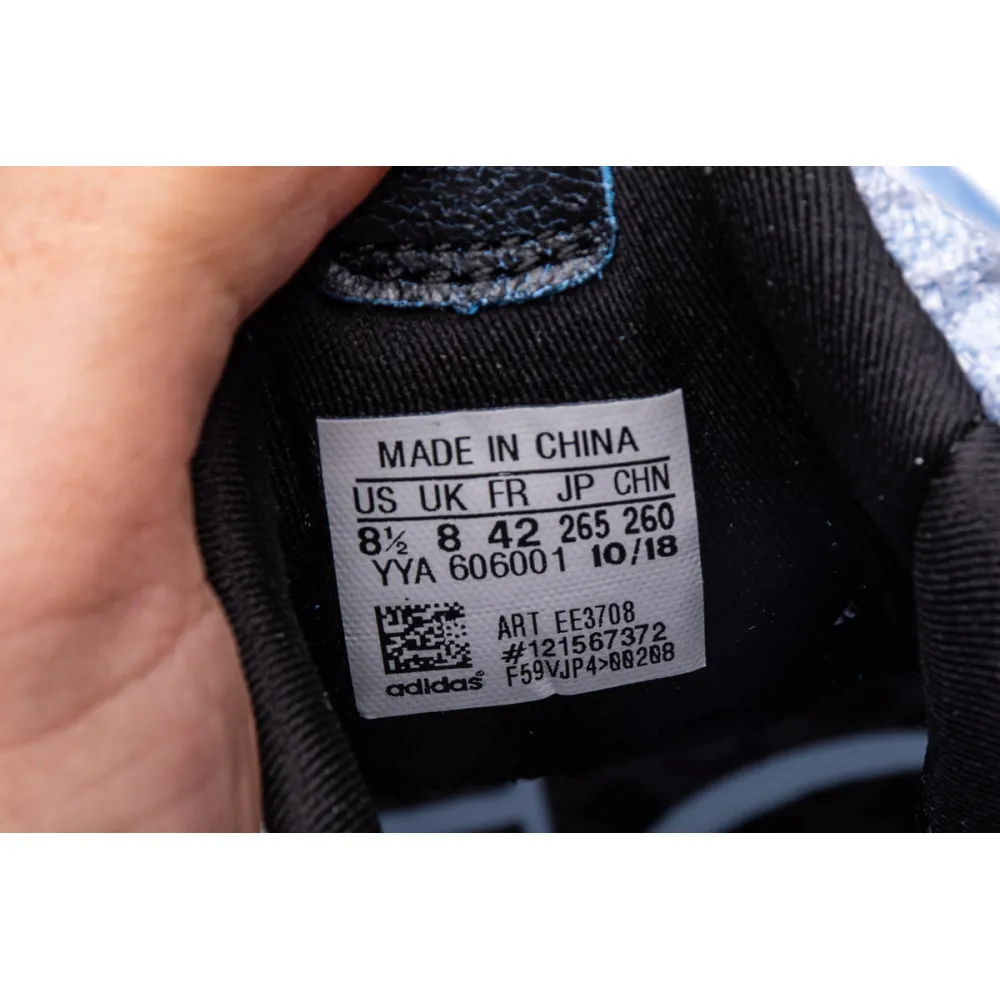 MADE IN CHINA
US UK FR JP CHN
8½ 8 42 265 260
YYA 606001 10/18
ART EE3708
#121567372
F59VJP4>00208
adidas®